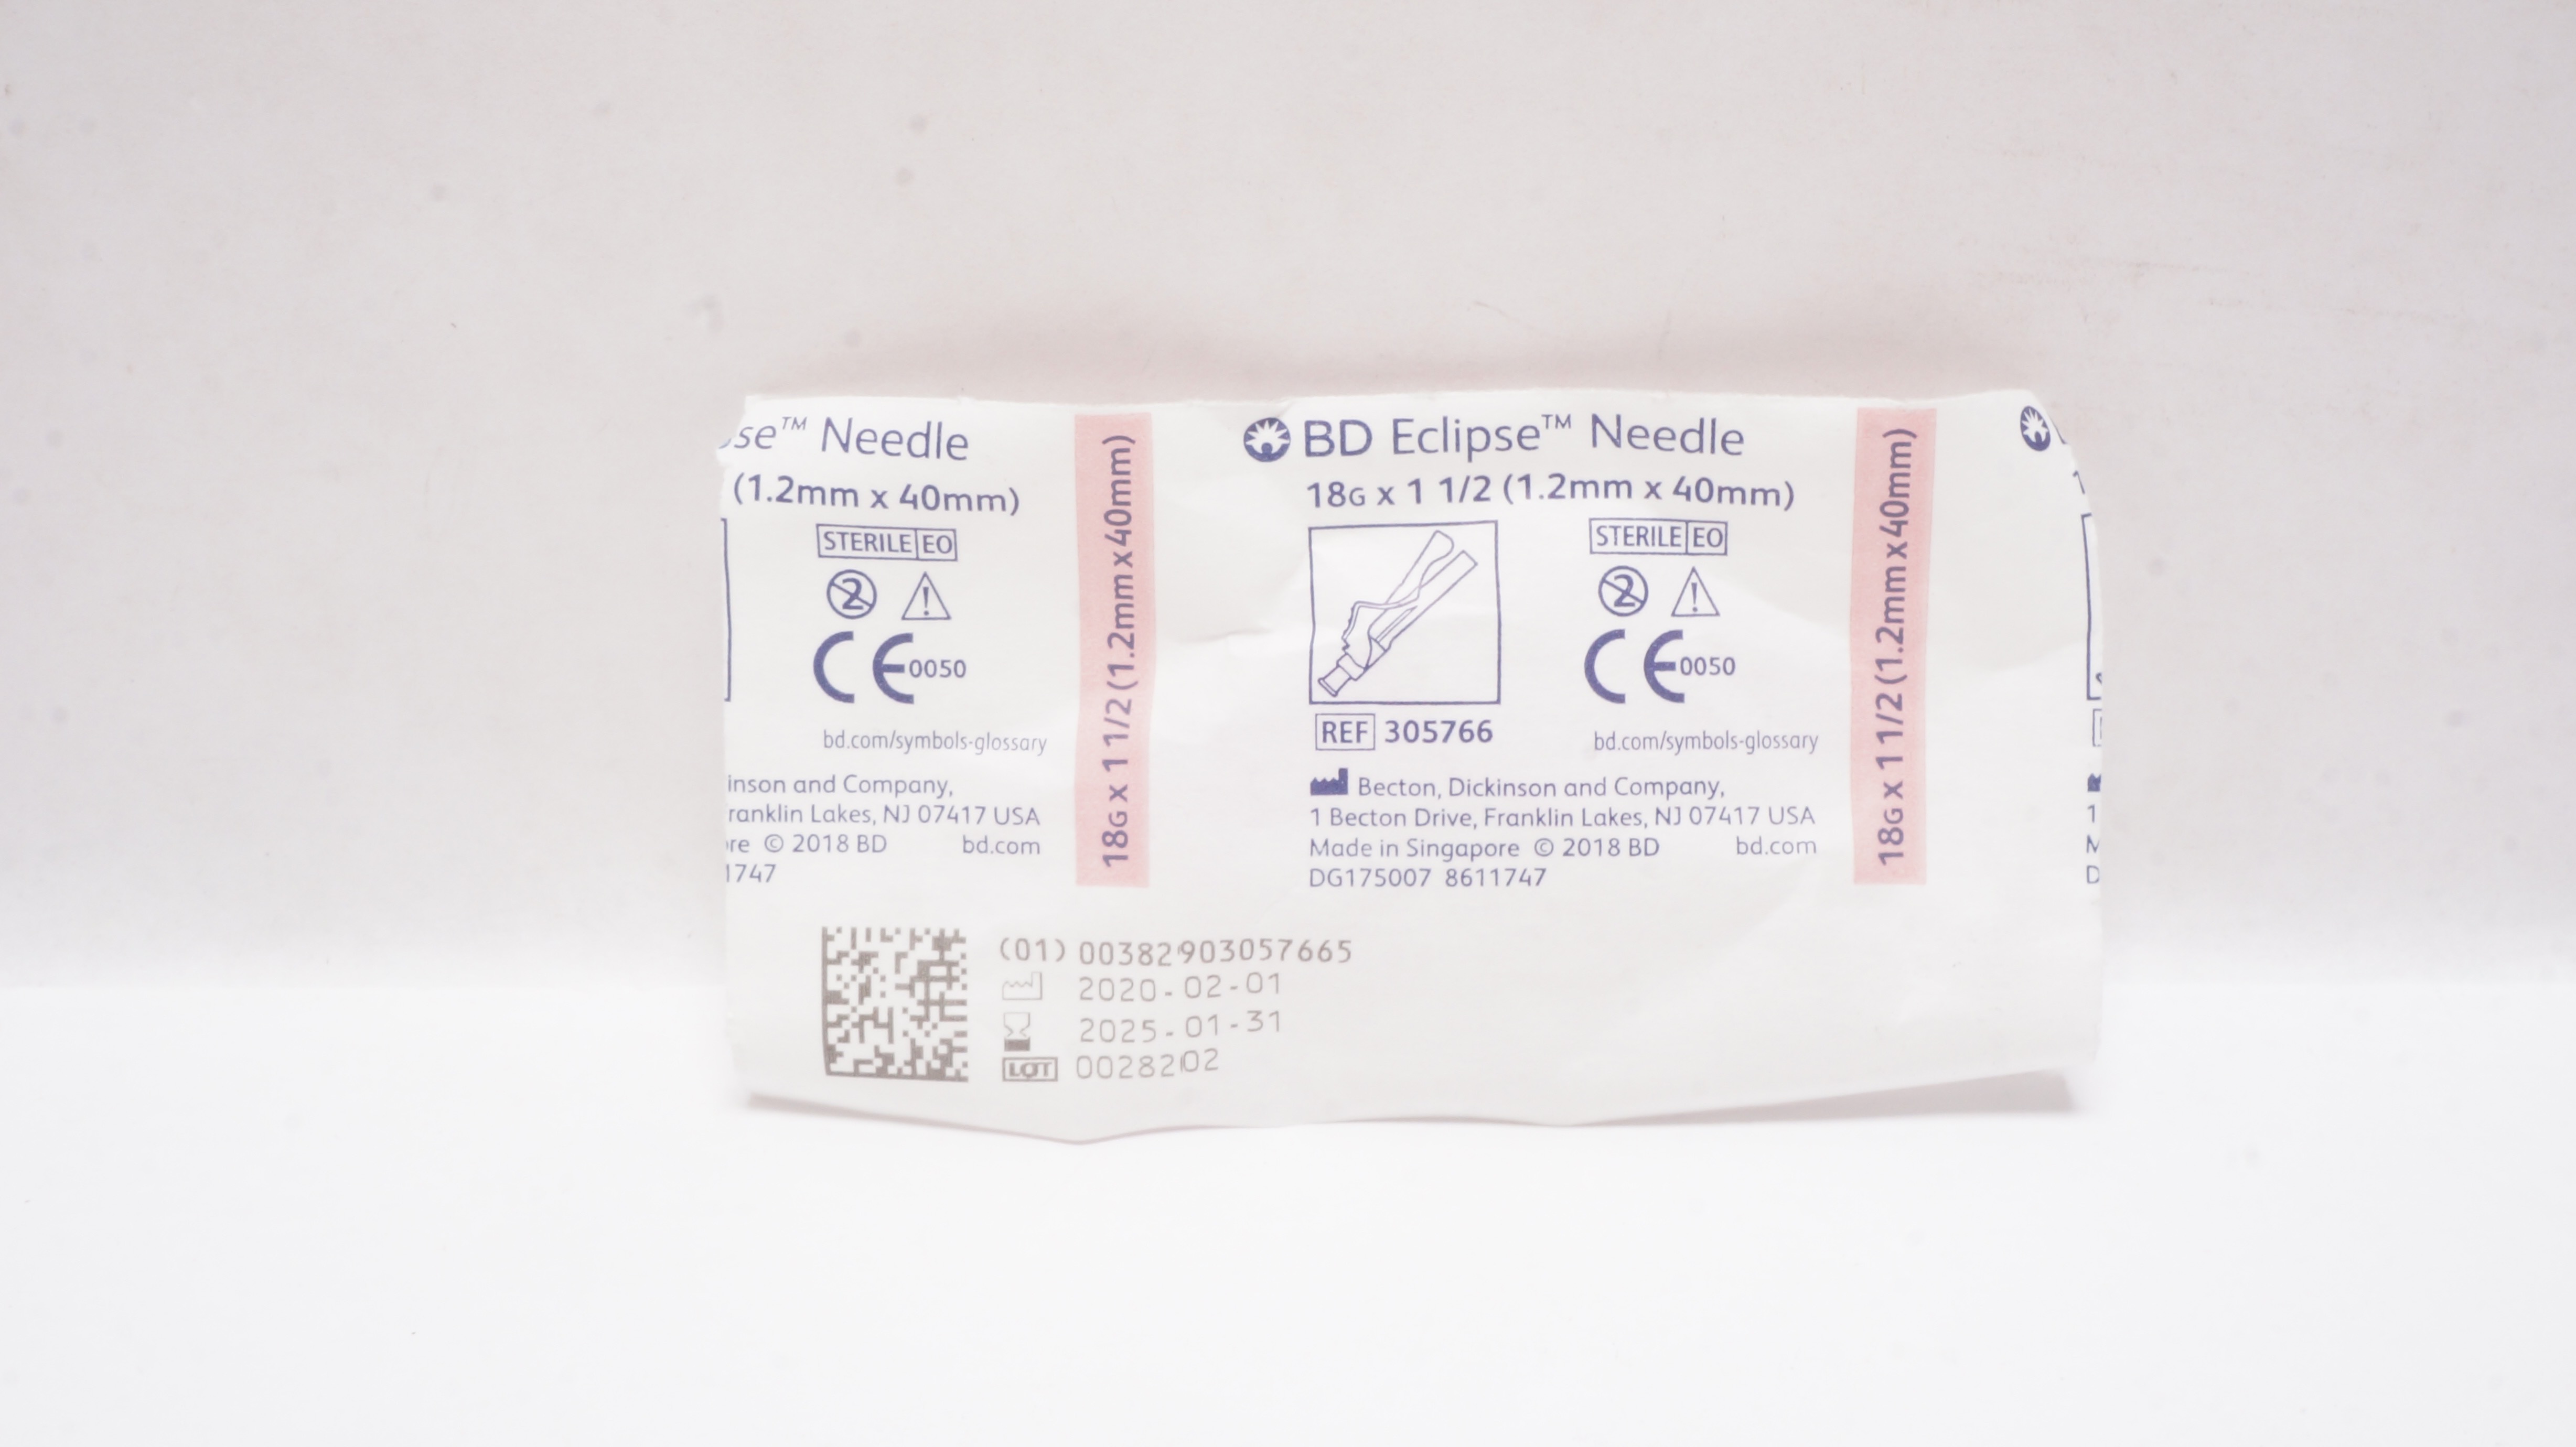 se™ Needle
(1.2mm x 40mm)
STERILE EO
2
CE 0050
bd.com/symbols-glossary
inson and Company,
ranklin Lakes, NJ 07417 USA
re © 2018 BD bd.com
1747
18G x 1 1/2 (1.2mm x 40mm)
BD Eclipse™ Needle
18G x 1 1/2 (1.2mm x 40mm)
STERILE EO
2
CE 0050
REF 305766
bd.com/symbols-glossary
Becton, Dickinson and Company,
1 Becton Drive, Franklin Lakes, NJ 07417 USA
Made in Singapore © 2018 BD bd.com
DG175007 8611747
18G x 1 1/2 (1.2mm x 40mm)
1
M
D
(01) 00382903057665
2020-02-01
2025-01-31
LOT 0028202